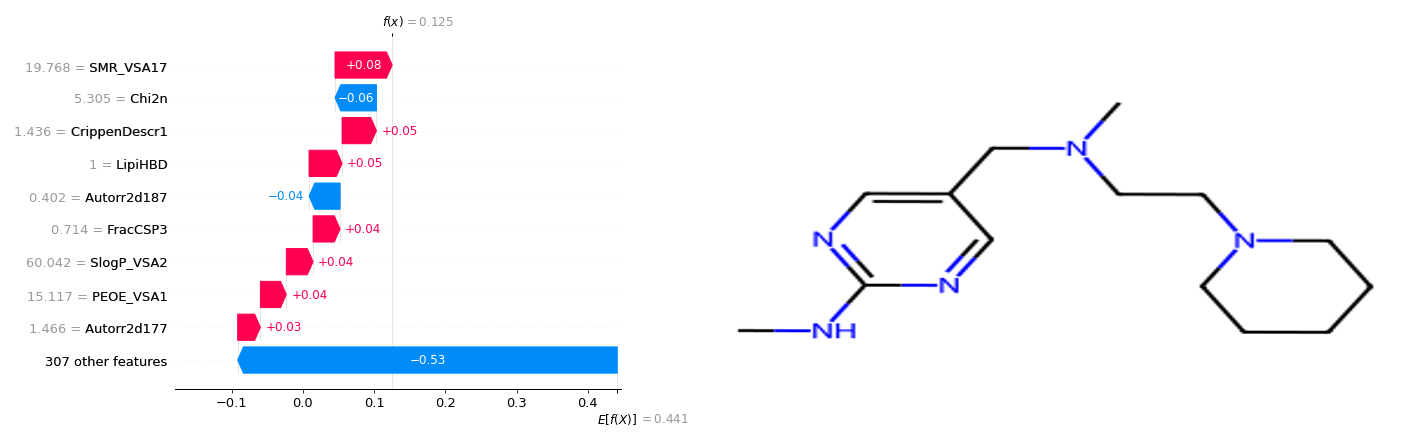 f(x) = 0.125
19.768 = SMR_VSA17 +0.08
5.305 = Chi2n −0.06
1.436 = CrippenDescr1 +0.05
1 = LipiHBD +0.05
0.402 = Autorr2d187 −0.04
0.714 = FracCSP3 +0.04
60.042 = SlogP_VSA2 +0.04
15.117 = PEOE_VSA1 +0.04
1.466 = Autorr2d177 +0.03
307 other features −0.53
−0.1 0.0 0.1 0.2 0.3 0.4
E[f(X)] = 0.441
N
N
N
N
NH